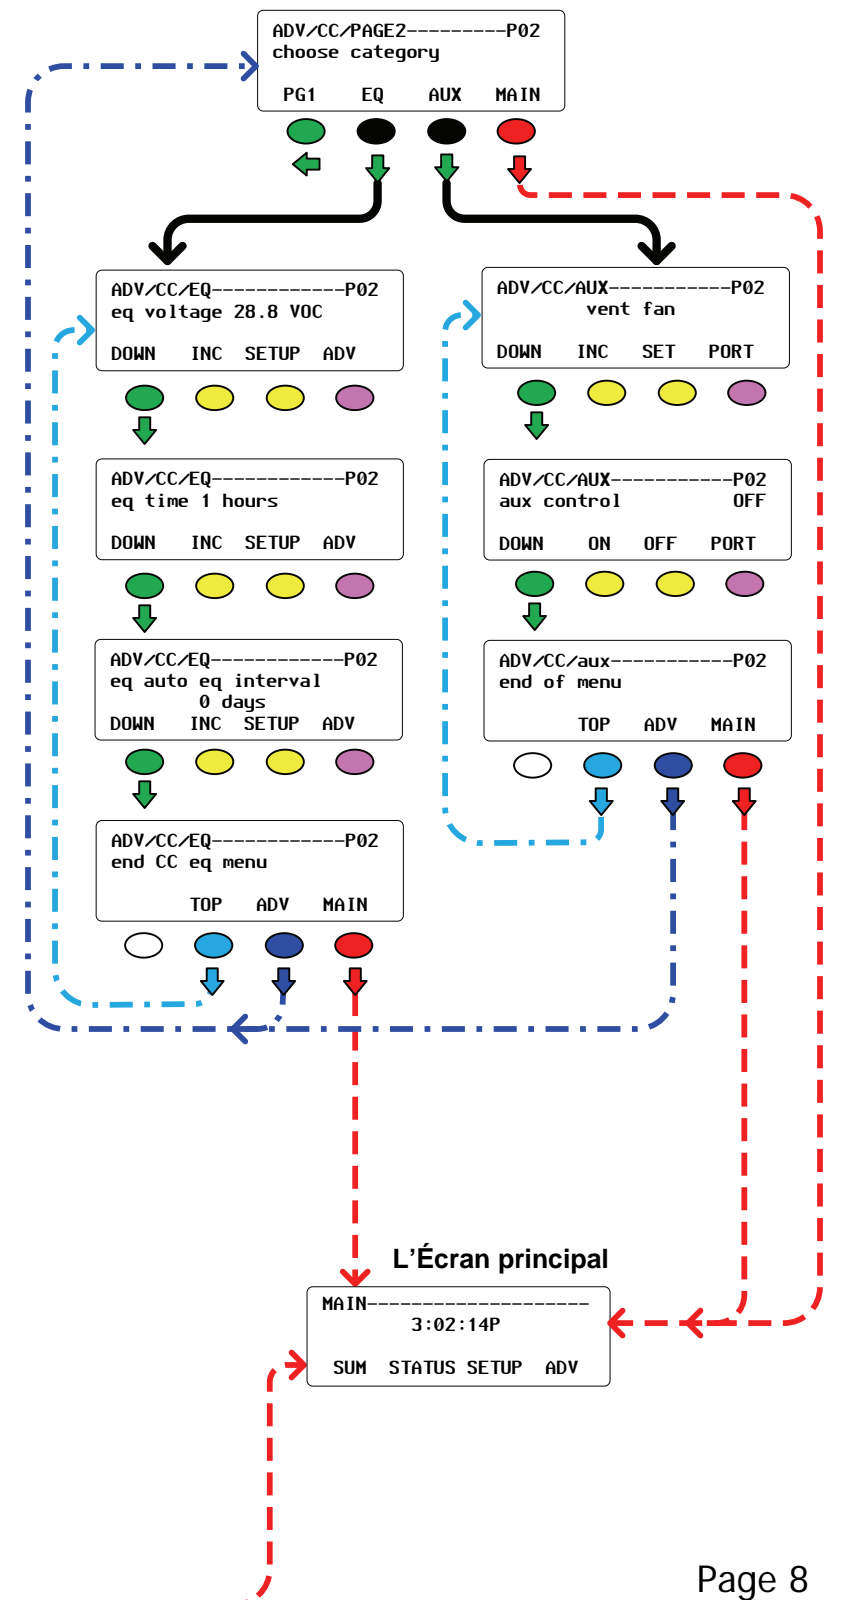 ADV/CC/PAGE2---------P02
choose category
PG1 EQ AUX MAIN
ADV/CC/EQ------------P02
eq voltage 28.8 VOC
DOWN INC SETUP ADV
ADV/CC/EQ------------P02
eq time 1 hours
DOWN INC SETUP ADV
ADV/CC/EQ------------P02
eq auto eq interval
0 days
DOWN INC SETUP ADV
ADV/CC/EQ------------P02
end CC eq menu
TOP ADV MAIN
ADV/CC/AUX-----------P02
vent fan
DOWN INC SET PORT
ADV/CC/AUX-----------P02
aux control OFF
DOWN ON OFF PORT
ADV/CC/aux-----------P02
end of menu
TOP ADV MAIN
L'Écran principal
MAIN--------------------
3:02:14P
SUM STATUS SETUP ADV
Page 8